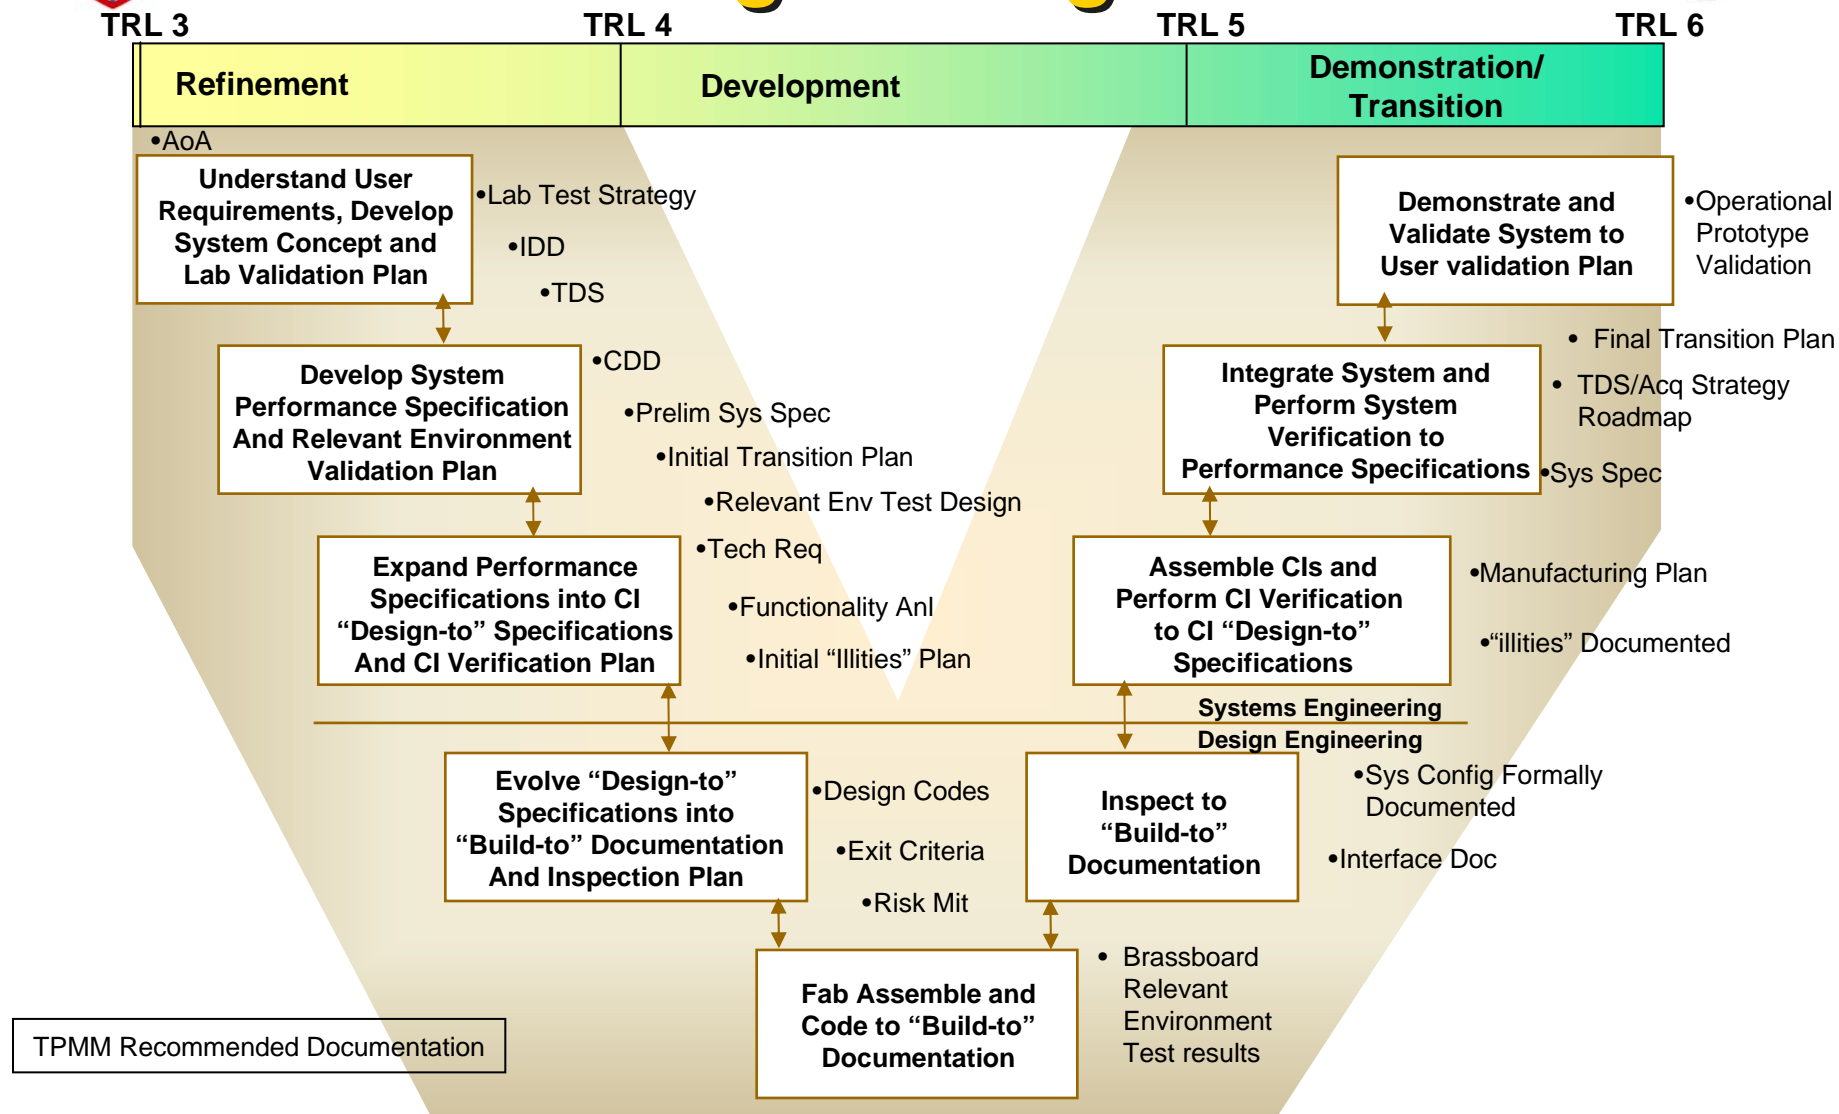 TRL 3
TRL 4
TRL 5
TRL 6
Refinement
Development
Demonstration/
Transition
•AoA
Understand User
Requirements, Develop
System Concept and
Lab Validation Plan
•Lab Test Strategy
•IDD
•TDS
Develop System
Performance Specification
And Relevant Environment
Validation Plan
•CDD
•Prelim Sys Spec
•Initial Transition Plan
•Relevant Env Test Design
Expand Performance
Specifications into CI
“Design-to” Specifications
And CI Verification Plan
•Tech Req
•Functionality Anl
•Initial “Illities” Plan
Evolve “Design-to”
Specifications into
“Build-to” Documentation
And Inspection Plan
•Design Codes
•Exit Criteria
•Risk Mit
Fab Assemble and
Code to “Build-to”
Documentation
• Brassboard
Relevant
Environment
Test results
Inspect to
“Build-to”
Documentation
•Sys Config Formally
Documented
•Interface Doc
Systems Engineering
Design Engineering
Assemble CIs and
Perform CI Verification
to CI “Design-to”
Specifications
•Manufacturing Plan
•“illities” Documented
Integrate System and
Perform System
Verification to
Performance Specifications
• Final Transition Plan
• TDS/Acq Strategy
Roadmap
•Sys Spec
Demonstrate and
Validate System to
User validation Plan
•Operational
Prototype
Validation
TPMM Recommended Documentation